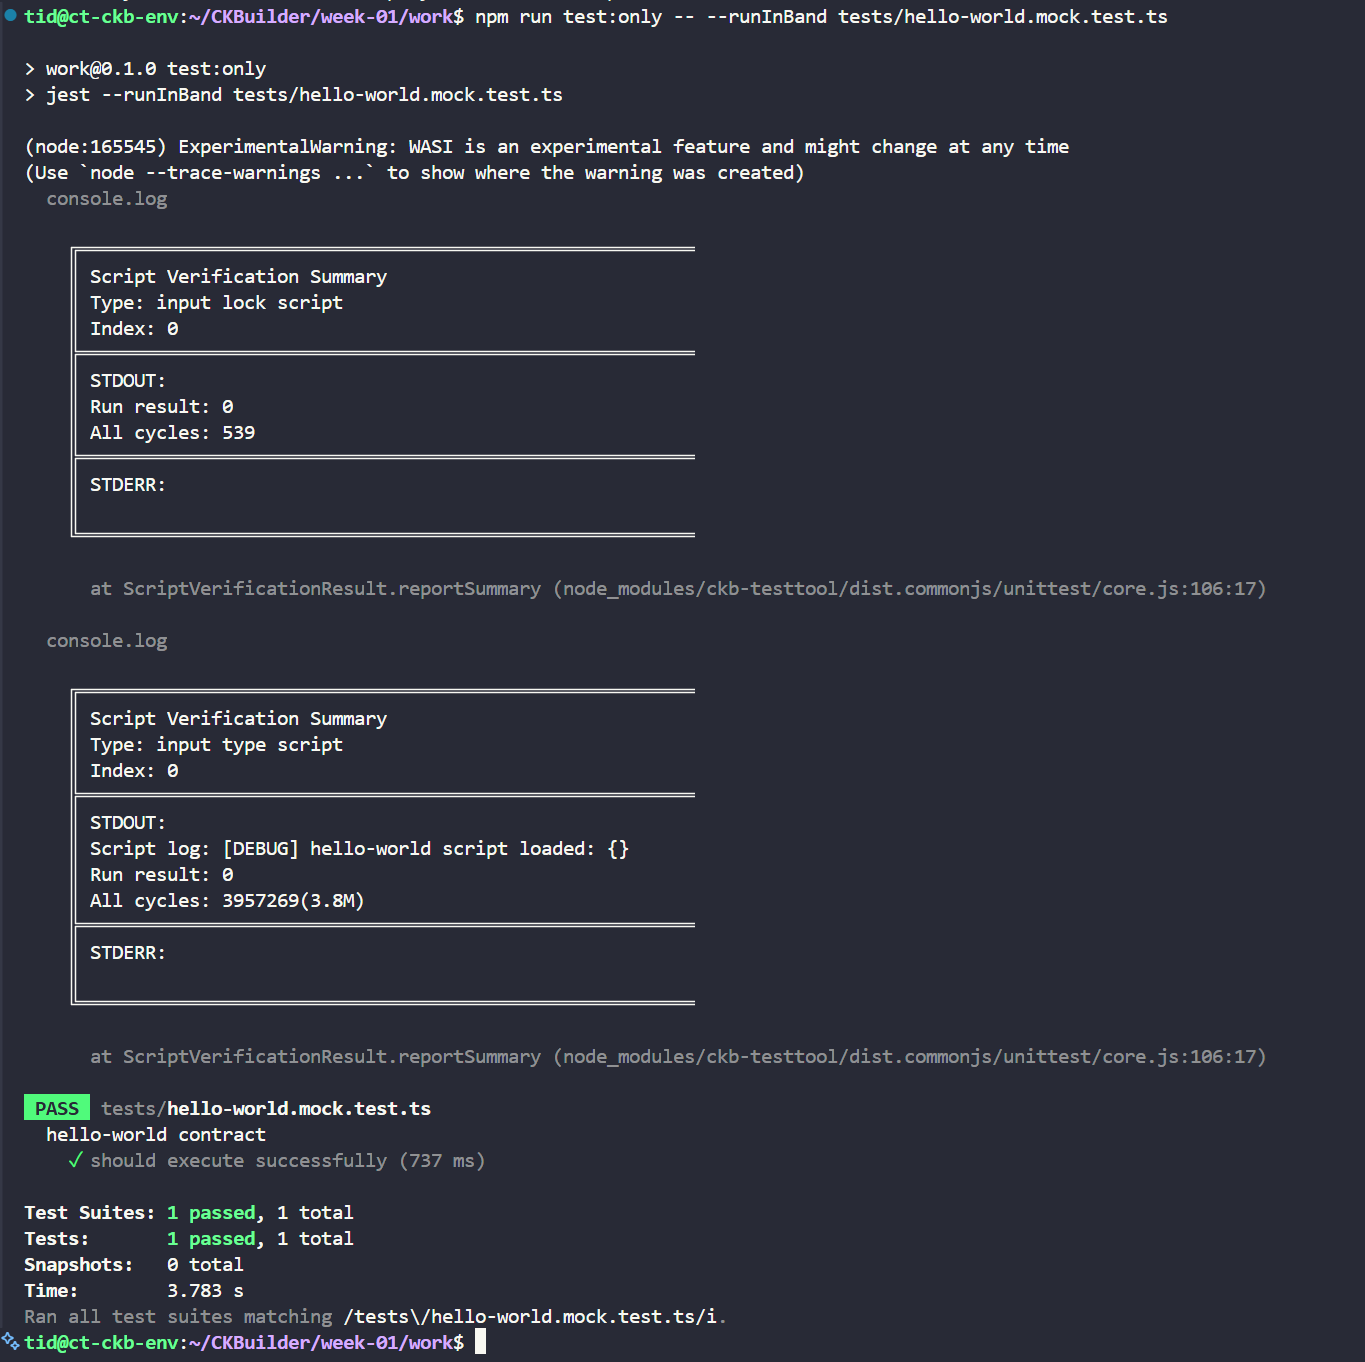 tid@ct-ckb-env:~/CKBuilder/week-01/work$ npm run test:only -- --runInBand tests/hello-world.mock.test.ts
> work@0.1.0 test:only
> jest --runInBand tests/hello-world.mock.test.ts
(node:165545) ExperimentalWarning: WASI is an experimental feature and might change at any time
(Use `node --trace-warnings ...` to show where the warning was created)
console.log
Script Verification Summary
Type: input lock script
Index: 0
STDOUT:
Run result: 0
All cycles: 539
STDERR:
at ScriptVerificationResult.reportSummary (node_modules/ckb-testtool/dist.commonjs/unittest/core.js:106:17)
console.log
Script Verification Summary
Type: input type script
Index: 0
STDOUT:
Script log: [DEBUG] hello-world script loaded: {}
Run result: 0
All cycles: 3957269(3.8M)
STDERR:
at ScriptVerificationResult.reportSummary (node_modules/ckb-testtool/dist.commonjs/unittest/core.js:106:17)
PASS tests/hello-world.mock.test.ts
hello-world contract
✓ should execute successfully (737 ms)
Test Suites: 1 passed, 1 total
Tests: 1 passed, 1 total
Snapshots: 0 total
Time: 3.783 s
Ran all test suites matching /tests\/hello-world.mock.test.ts/i.
tid@ct-ckb-env:~/CKBuilder/week-01/work$